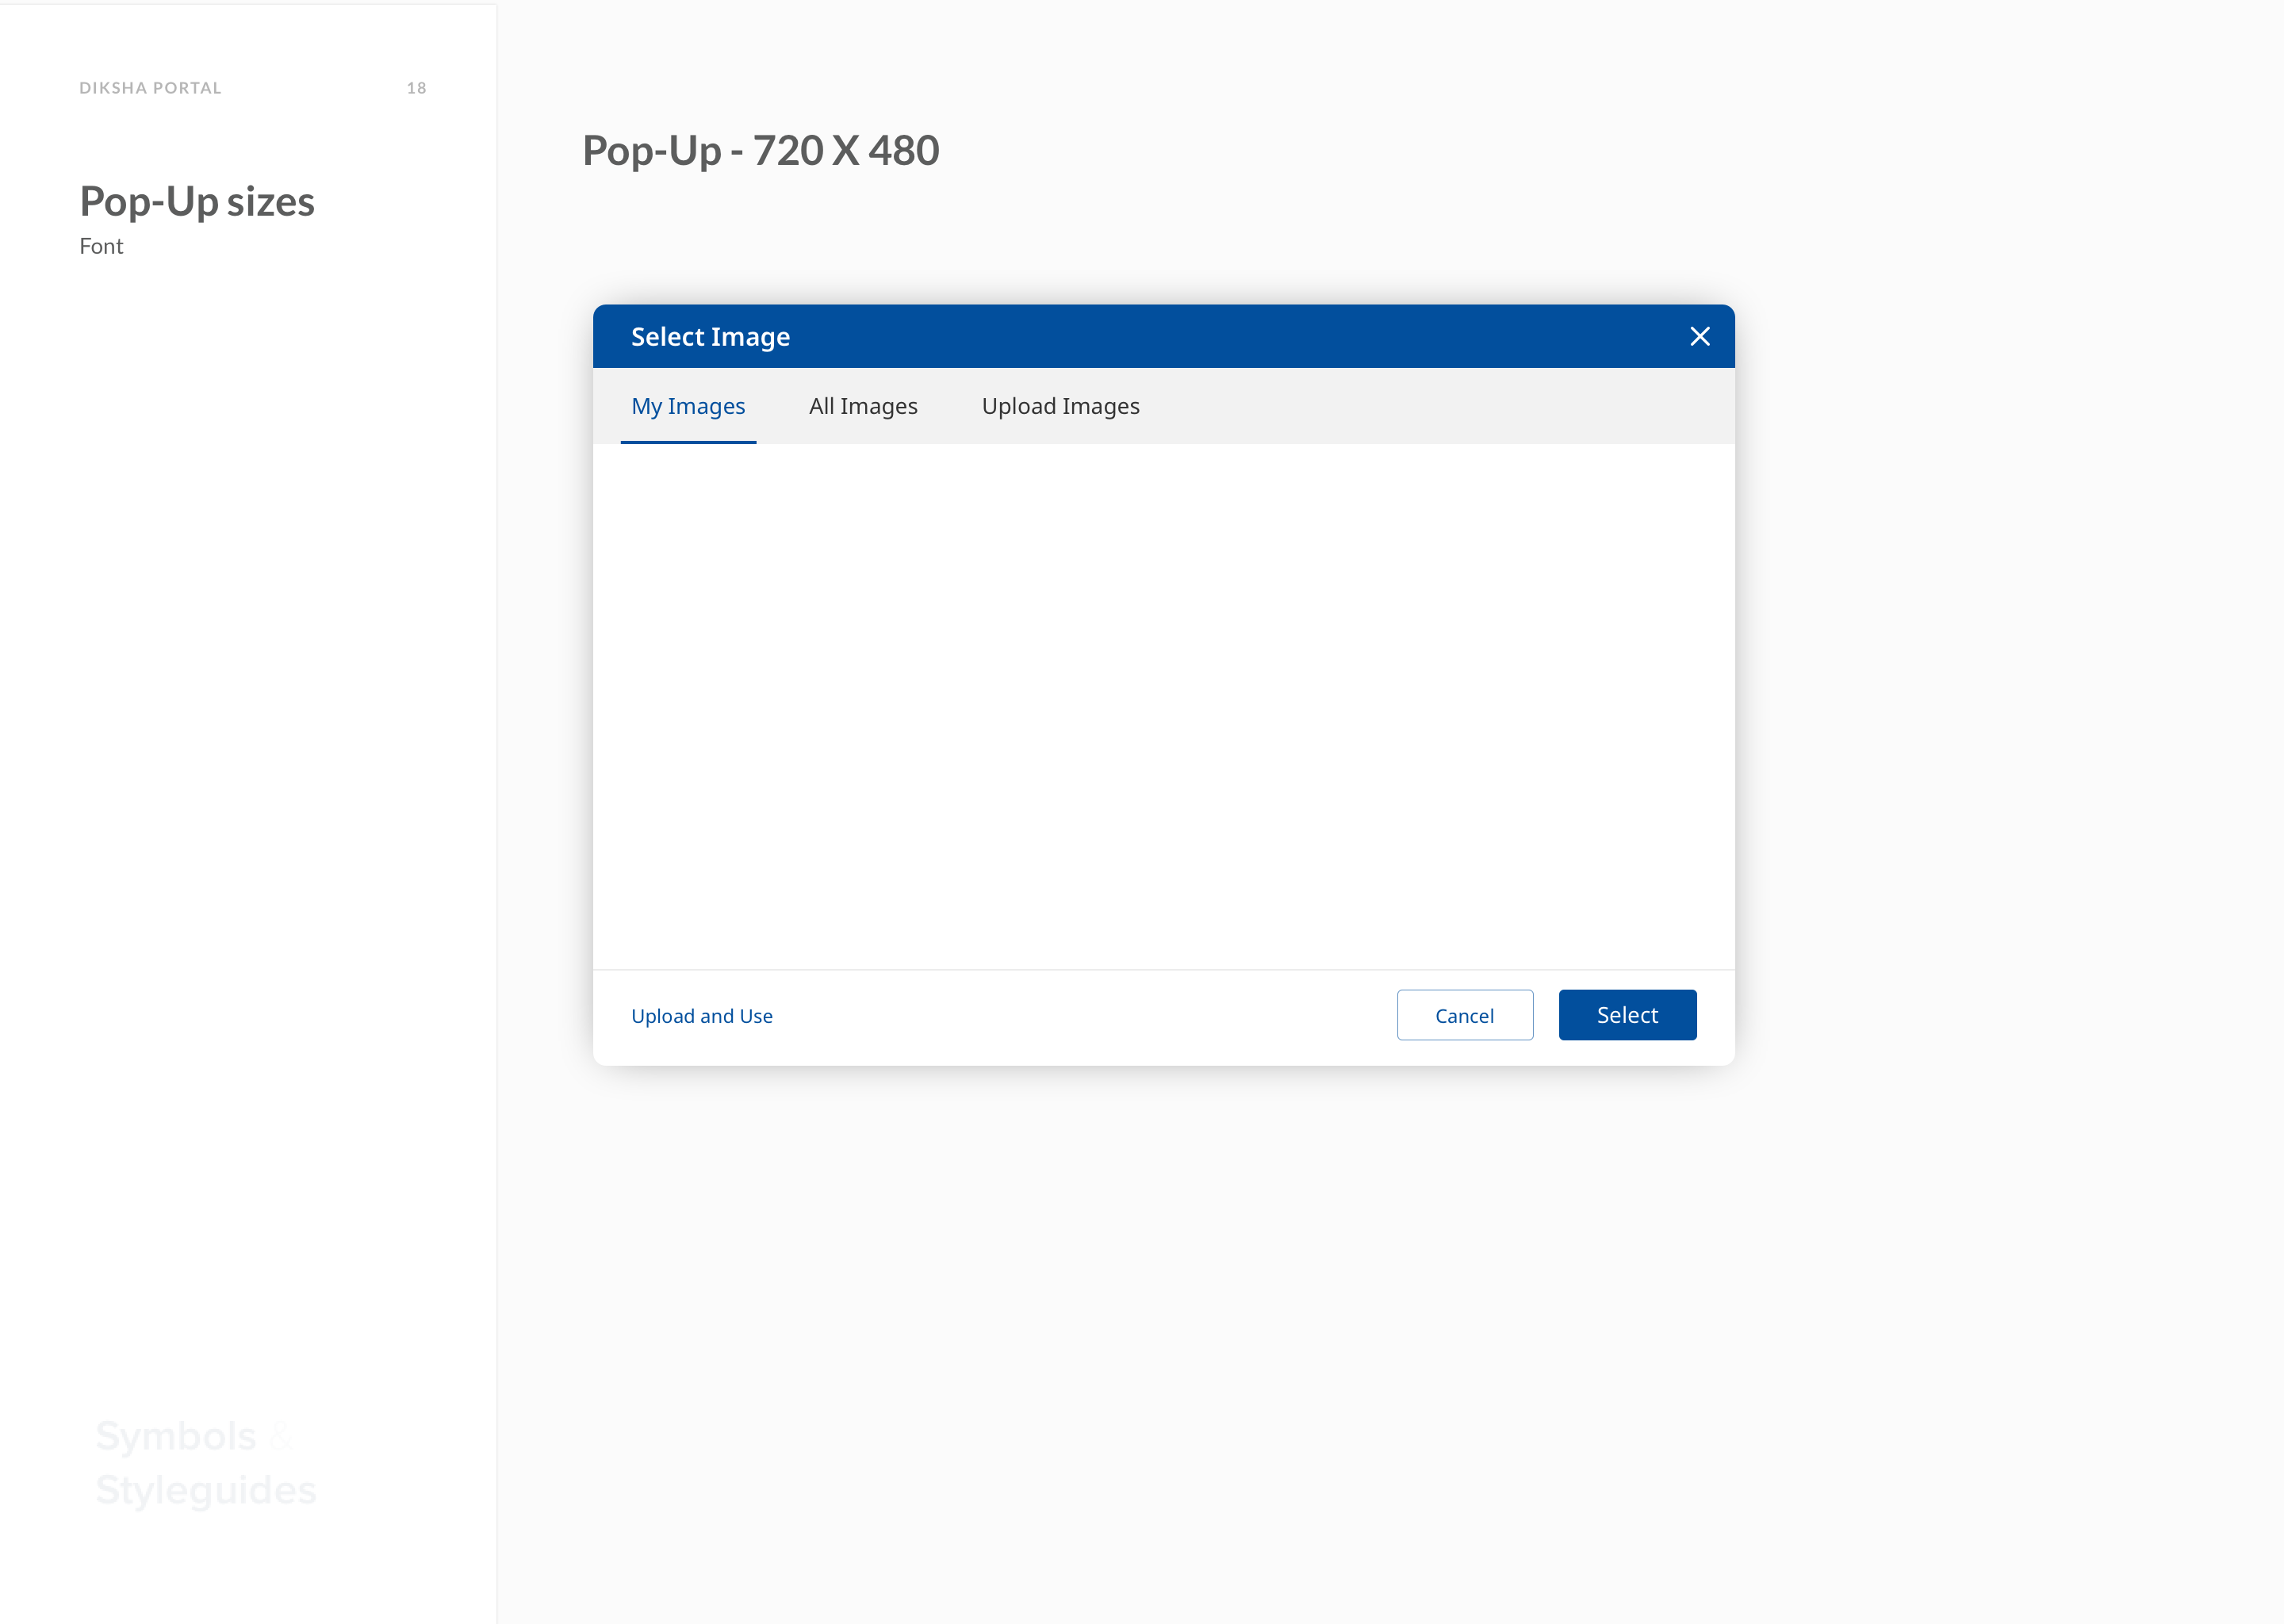 DIKSHA PORTAL 18
Pop-Up sizes
Font
Symbols &
Styleguides
Pop-Up - 720 X 480
Select Image
My Images All Images Upload Images
Upload and Use Cancel Select